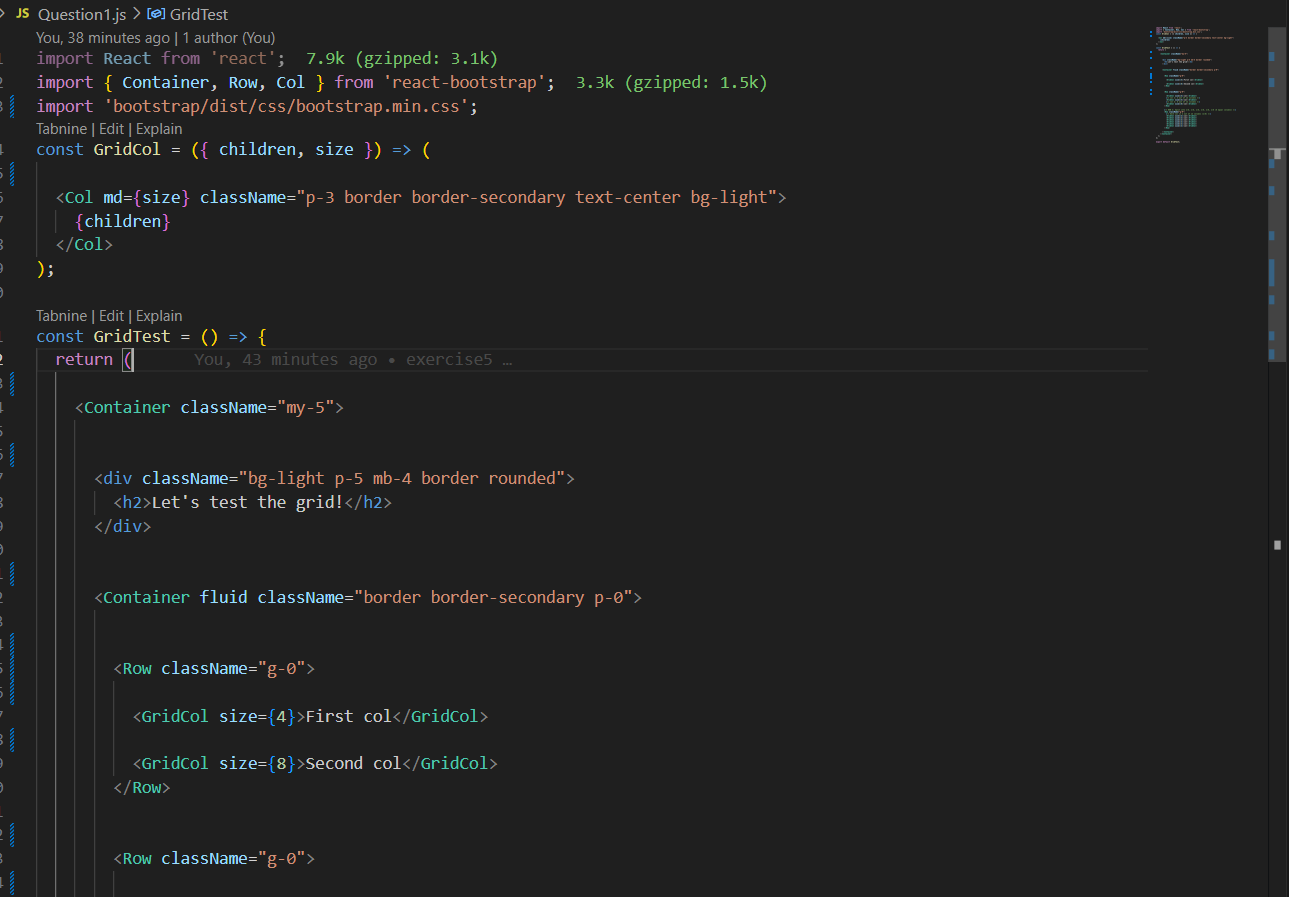 JS Question1.js > GridTest
You, 38 minutes ago | 1 author (You)
import React from 'react'; 7.9k (gzipped: 3.1k)
import { Container, Row, Col } from 'react-bootstrap'; 3.3k (gzipped: 1.5k)
import 'bootstrap/dist/css/bootstrap.min.css';
Tabnine | Edit | Explain
const GridCol = ({ children, size }) => (
<Col md={size} className="p-3 border border-secondary text-center bg-light">
{children}
</Col>
);
Tabnine | Edit | Explain
const GridTest = () => {
return ( You, 43 minutes ago • exercise5 …
<Container className="my-5">
<div className="bg-light p-5 mb-4 border rounded">
<h2>Let's test the grid!</h2>
</div>
<Container fluid className="border border-secondary p-0">
<Row className="g-0">
<GridCol size={4}>First col</GridCol>
<GridCol size={8}>Second col</GridCol>
</Row>
<Row className="g-0">